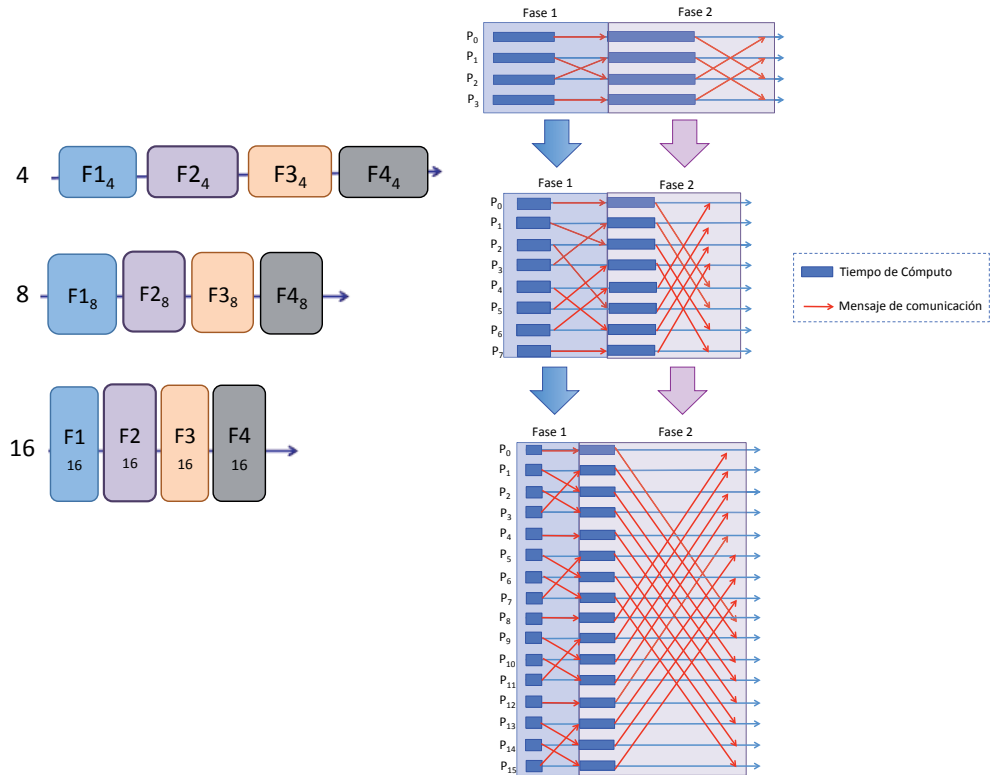 4
F1₄
F2₄
F3₄
F4₄
8
F1₈
F2₈
F3₈
F4₈
16
F1
16
F2
16
F3
16
F4
16
Fase 1
Fase 2
P₀
P₁
P₂
P₃
Fase 1
Fase 2
P₀
P₁
P₂
P₃
P₄
P₅
P₆
P₇
Fase 1
Fase 2
P₀
P₁
P₂
P₃
P₄
P₅
P₆
P₇
P₈
P₉
P₁₀
P₁₁
P₁₂
P₁₃
P₁₄
P₁₅
Tiempo de Cómputo
Mensaje de comunicación